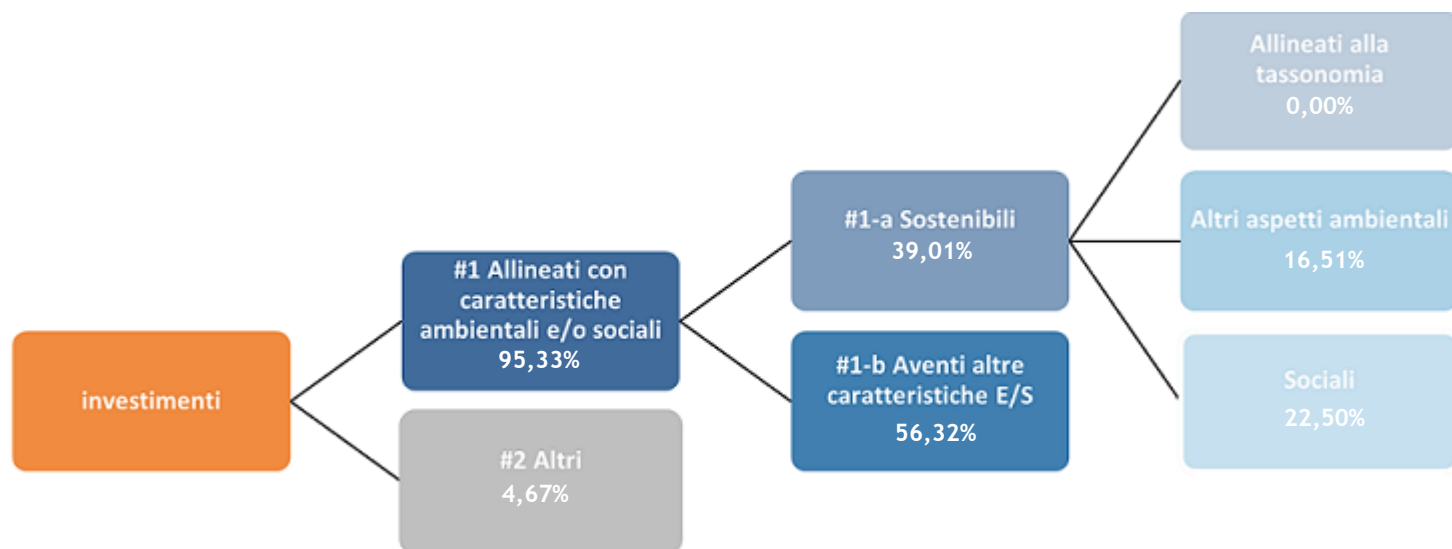 investimenti
#1 Allineati con
caratteristiche
ambientali e/o sociali
95,33%
#2 Altri
4,67%
#1-a Sostenibili
39,01%
#1-b Aventi altre
caratteristiche E/S
56,32%
Allineati alla
tassonomia
0,00%
Altri aspetti ambientali
16,51%
Sociali
22,50%